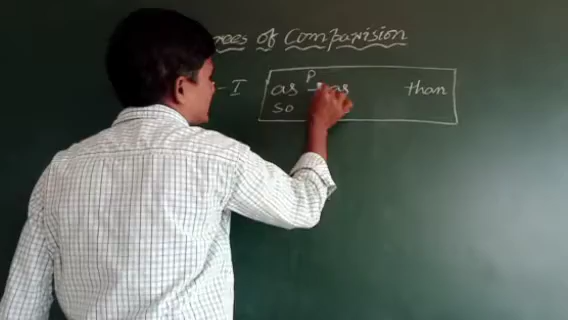 of Comparision
- I
as P as than
so